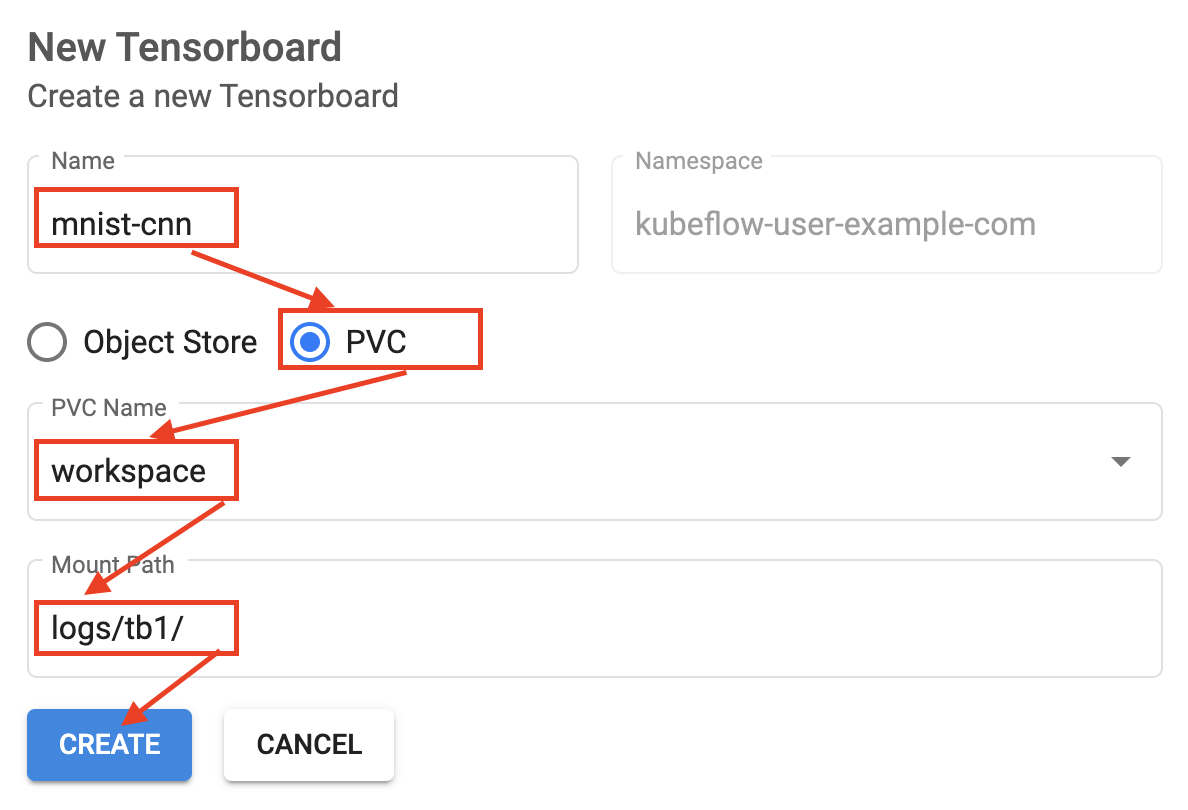 New Tensorboard
Create a new Tensorboard
Name
mnist-cnn
Namespace
kubeflow-user-example-com
Object Store
PVC
PVC Name
workspace
Mount Path
logs/tb1/
CREATE
CANCEL